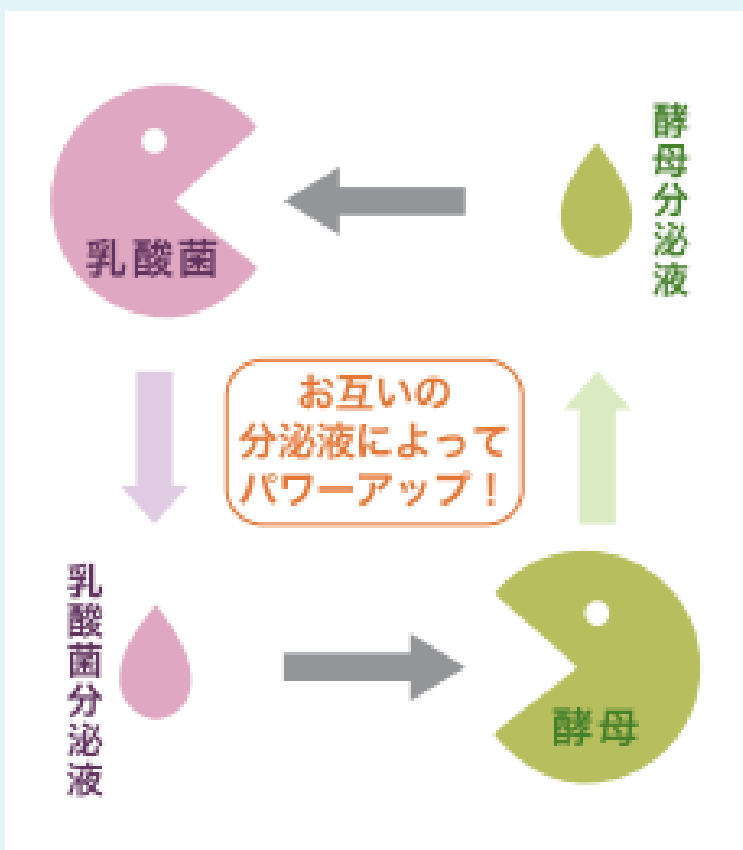 酵母分泌液
乳酸菌
お互いの
分泌液によって
パワーアップ！
乳酸菌分泌液
酵母